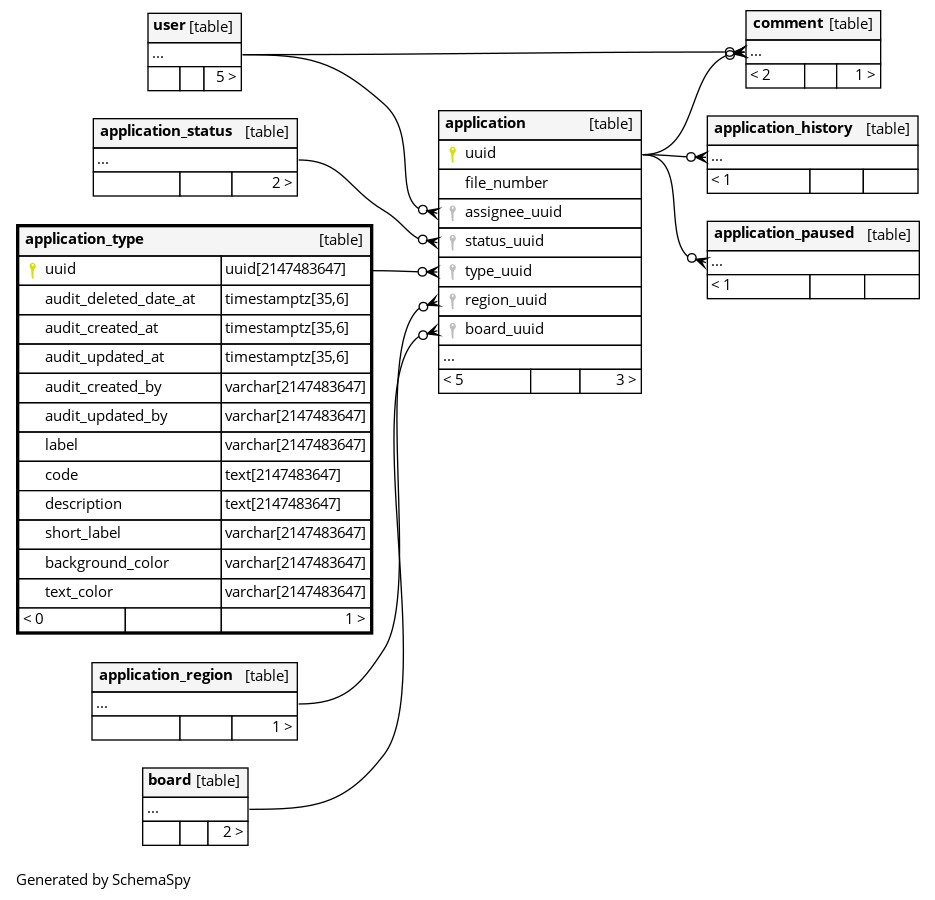 user [table]
...
5 >
comment [table]
...
< 2 1 >
application_status [table]
...
2 >
application [table]
uuid
file_number
assignee_uuid
status_uuid
type_uuid
region_uuid
board_uuid
...
< 5 3 >
application_history [table]
...
< 1
application_paused [table]
...
< 1
application_type [table]
uuid uuid[2147483647]
audit_deleted_date_at timestamptz[35,6]
audit_created_at timestamptz[35,6]
audit_updated_at timestamptz[35,6]
audit_created_by varchar[2147483647]
audit_updated_by varchar[2147483647]
label varchar[2147483647]
code text[2147483647]
description text[2147483647]
short_label varchar[2147483647]
background_color varchar[2147483647]
text_color varchar[2147483647]
< 0 1 >
application_region [table]
...
1 >
board [table]
...
2 >
Generated by SchemaSpy